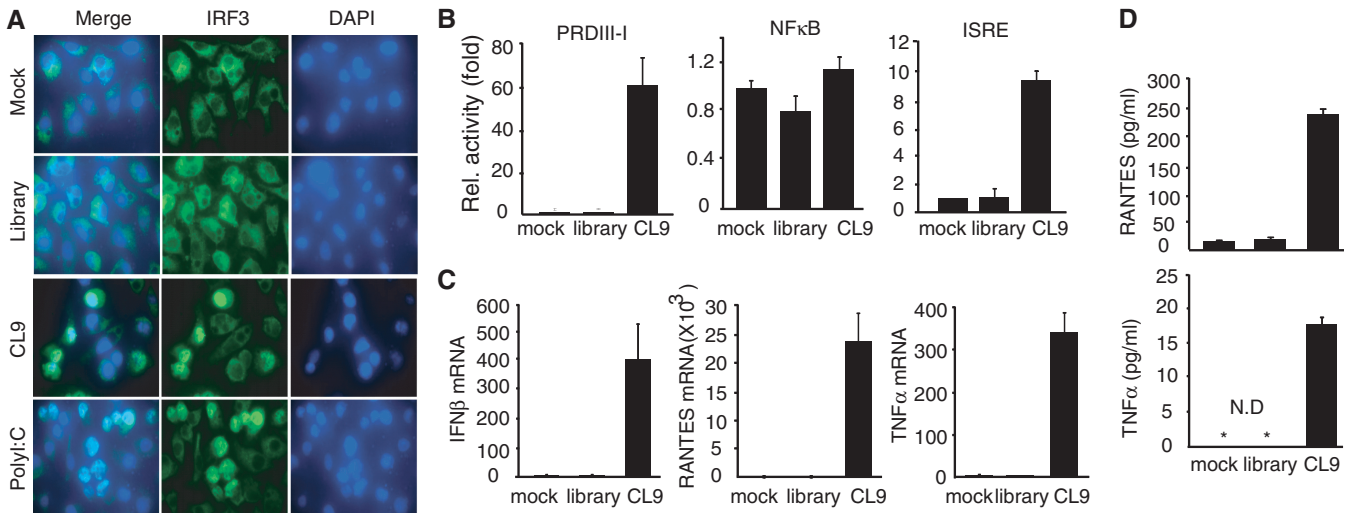 A
Merge IRF3 DAPI
Mock
Library
CL9
PolyI:C
B
PRDIII-I
Rel. activity (fold)
80
60
40
20
0
mock library CL9
NFκB
1.2
0.8
0.4
0
mock library CL9
ISRE
12
10
8
6
4
2
0
mock library CL9
C
IFNβ mRNA
600
500
400
300
200
100
0
mock library CL9
RANTES mRNA(X10³)
30
25
20
15
10
5
0
mock library CL9
TNFα mRNA
400
300
200
100
0
mock library CL9
D
RANTES (pg/ml)
300
250
200
300
150
100
50
0
TNFα (pg/ml)
25
20
15
10
5
0
N.D
* *
mock library CL9